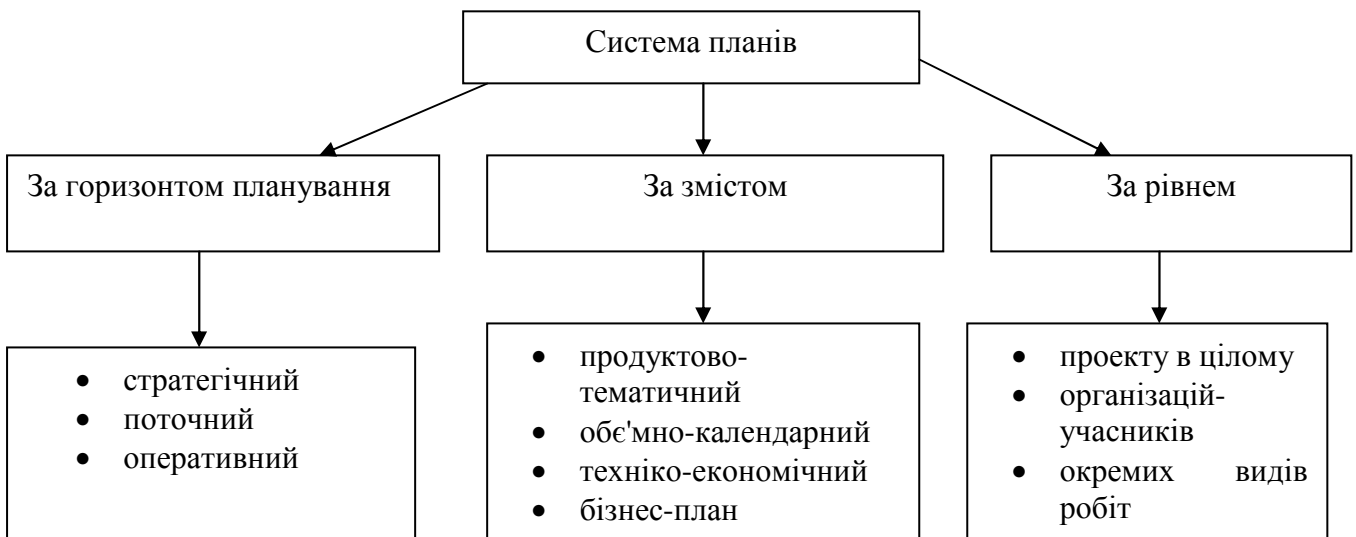 Система планів
За горизонтом планування
За змістом
За рівнем
• стратегічний
• поточний
• оперативний
• продуктово-
тематичний
• обє'мно-календарний
• техніко-економічний
• бізнес-план
• проекту в цілому
• організацій-
учасників
• окремих видів
робіт